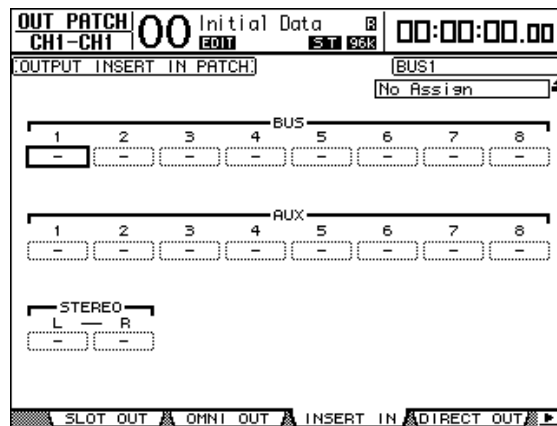 OUT PATCH
CH1-CH1
00 Initial Data R
EDIT ST 96k
00:00:00.00
OUTPUT INSERT IN PATCH
BUS1
No Assign
BUS
1 2 3 4 5 6 7 8
- - - - - - - -
AUX
1 2 3 4 5 6 7 8
- - - - - - - -
STEREO
L — R
- -
SLOT OUT OMNI OUT INSERT IN DIRECT OUT